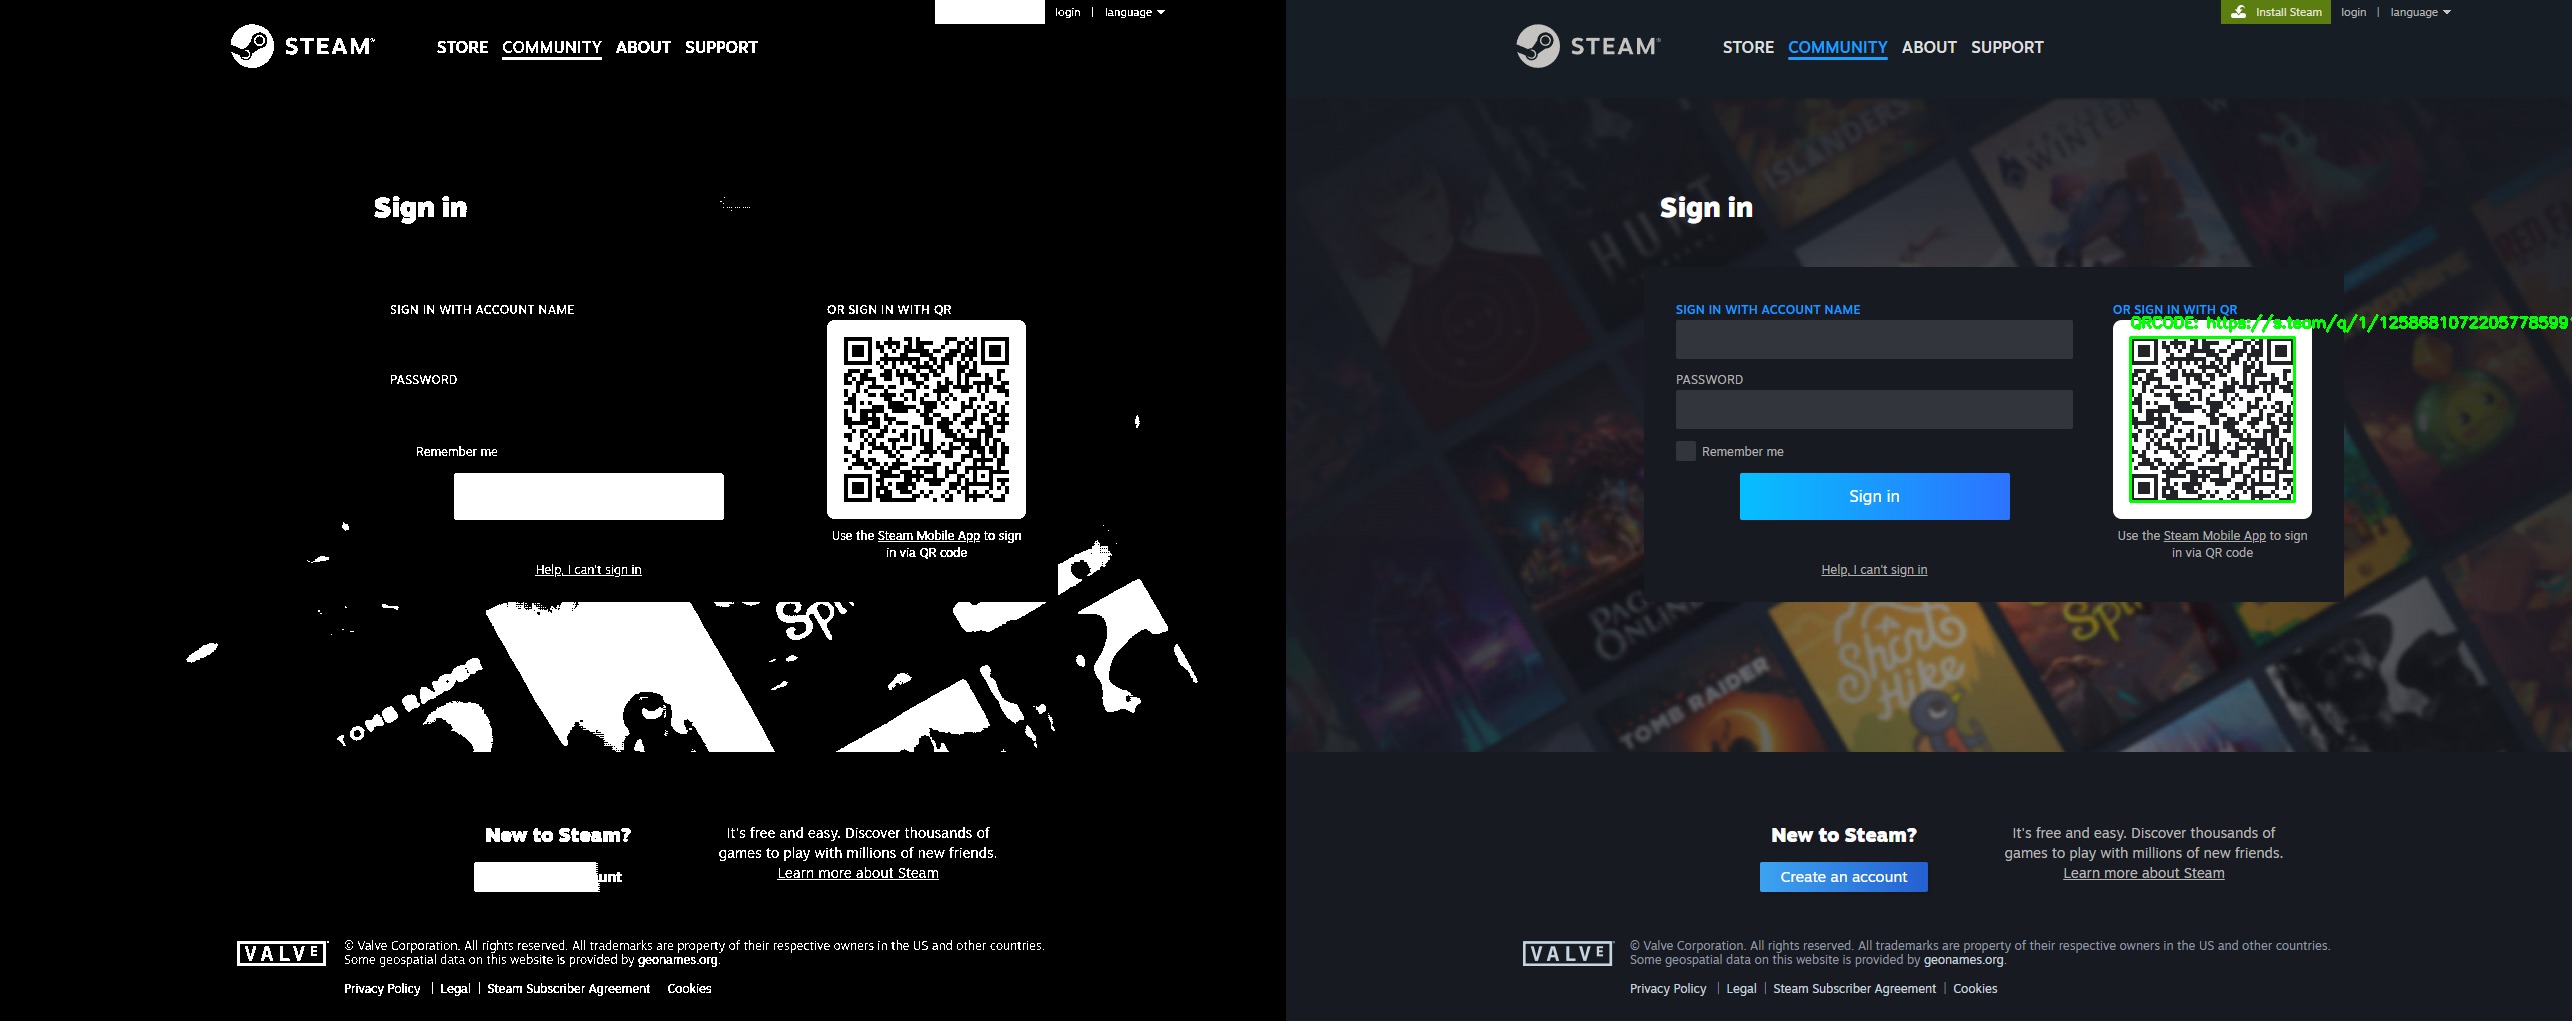 login | language
STEAM
STORE COMMUNITY ABOUT SUPPORT
Sign in
SIGN IN WITH ACCOUNT NAME
OR SIGN IN WITH QR
PASSWORD
Remember me
Use the Steam Mobile App to sign
in via QR code
Help, I can't sign in
Spi
TOMB RAIDER
New to Steam?
It's free and easy. Discover thousands of
games to play with millions of new friends.
Learn more about Steam
unt
VALVE
© Valve Corporation. All rights reserved. All trademarks are property of their respective owners in the US and other countries.
Some geospatial data on this website is provided by geonames.org.
Privacy Policy | Legal | Steam Subscriber Agreement Cookies
Install Steam login | language
STEAM
STORE COMMUNITY ABOUT SUPPORT
ISLANDERS
WINTER
HUNT
Sign in
SIGN IN WITH ACCOUNT NAME
OR SIGN IN WITH QR
QRCODE: https://s.team/q/1/1258681072205778599
PASSWORD
Remember me
Sign in
Use the Steam Mobile App to sign
in via QR code
Help, I can't sign in
ONLINE
A Short Hike
Spi
TOMB RAIDER
New to Steam?
Create an account
It's free and easy. Discover thousands of
games to play with millions of new friends.
Learn more about Steam
VALVE
© Valve Corporation. All rights reserved. All trademarks are property of their respective owners in the US and other countries.
Some geospatial data on this website is provided by geonames.org.
Privacy Policy | Legal | Steam Subscriber Agreement | Cookies